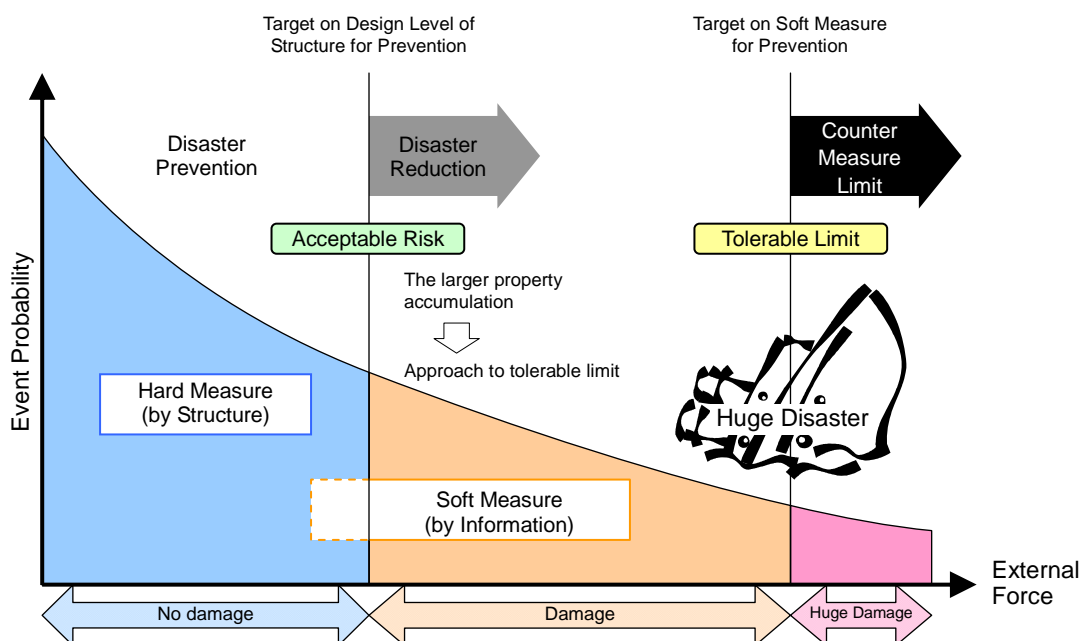 Target on Design Level of
Structure for Prevention
Target on Soft Measure
for Prevention
Disaster
Prevention
Disaster
Reduction
Counter
Measure
Limit
Acceptable Risk
Tolerable Limit
The larger property
accumulation
Approach to tolerable limit
Event Probability
Hard Measure
(by Structure)
Huge Disaster
Soft Measure
(by Information)
External
Force
No damage
Damage
Huge Damage